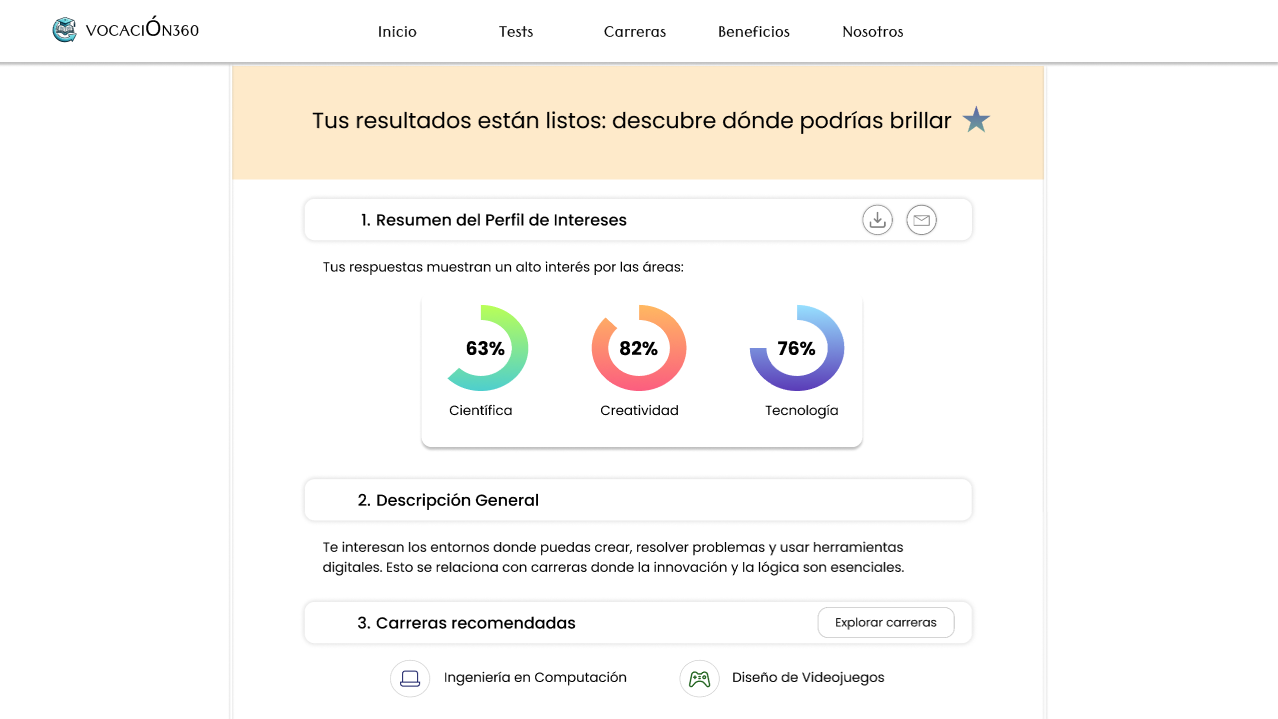 VOCACIÓN360
Inicio
Tests
Carreras
Beneficios
Nosotros
Tus resultados están listos: descubre dónde podrías brillar
1. Resumen del Perfil de Intereses
Tus respuestas muestran un alto interés por las áreas:
63%
82%
76%
Científica
Creatividad
Tecnología
2. Descripción General
Te interesan los entornos donde puedas crear, resolver problemas y usar herramientas
digitales. Esto se relaciona con carreras donde la innovación y la lógica son esenciales.
3. Carreras recomendadas
Explorar carreras
Ingeniería en Computación
Diseño de Videojuegos